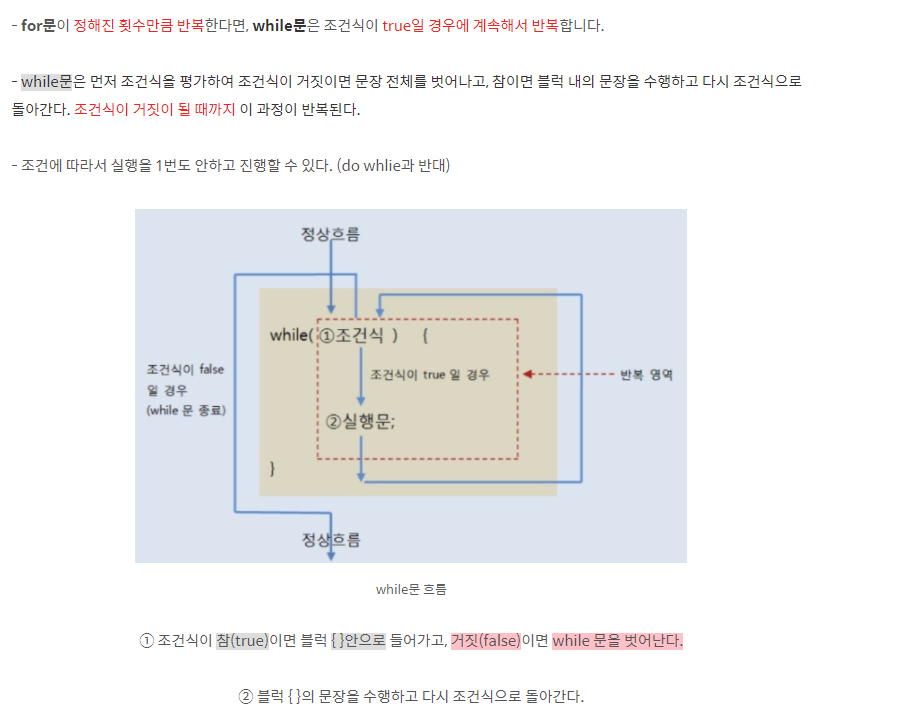 - for문이 정해진 횟수만큼 반복한다면, while문은 조건식이 true일 경우에 계속해서 반복합니다.
- while문은 먼저 조건식을 평가하여 조건식이 거짓이면 문장 전체를 벗어나고, 참이면 블럭 내의 문장을 수행하고 다시 조건식으로
돌아간다. 조건식이 거짓이 될 때까지 이 과정이 반복된다.
- 조건에 따라서 실행을 1번도 안하고 진행할 수 있다. (do whlie과 반대)
정상흐름
while( ①조건식 ) {
조건식이 false
일 경우
(while 문 종료)
조건식이 true 일 경우
반복 영역
②실행문;
}
정상흐름
while문 흐름
① 조건식이 참(true)이면 블럭 { }안으로 들어가고, 거짓(false)이면 while 문을 벗어난다.
② 블럭 { }의 문장을 수행하고 다시 조건식으로 돌아간다.